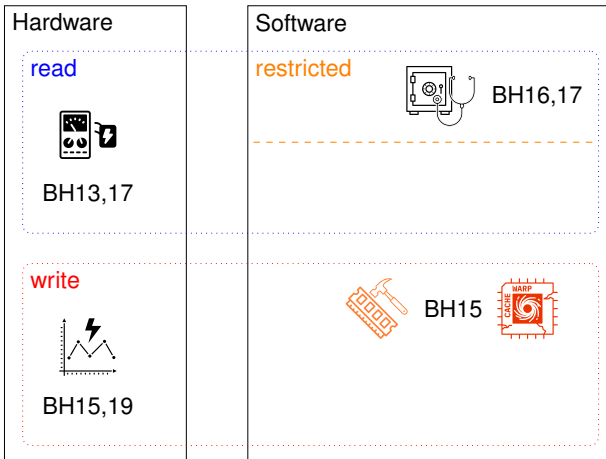 Hardware
Software
read
restricted
BH16,17
BH13,17
write
BH15
CACHE
WARP
BH15,19